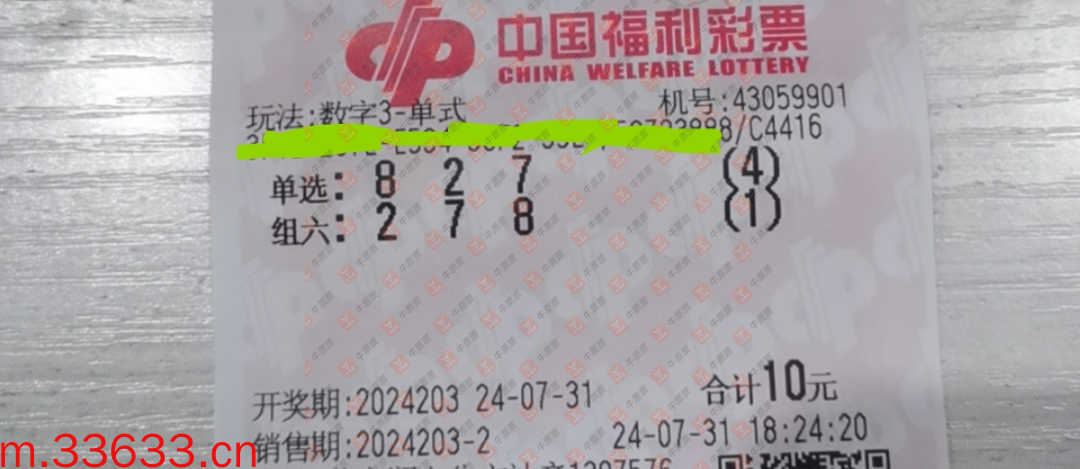 中国福利彩票
CHINA WELFARE LOTTERY
玩法:数字3-单式
机号:43059901
8/C4416
单选: 8 2 7 (4)
组六: 2 7 8 (1)
开奖期:2024203 24-07-31 合计10元
销售期:2024203-2 24-07-31 18:24:20
m.33633.cn